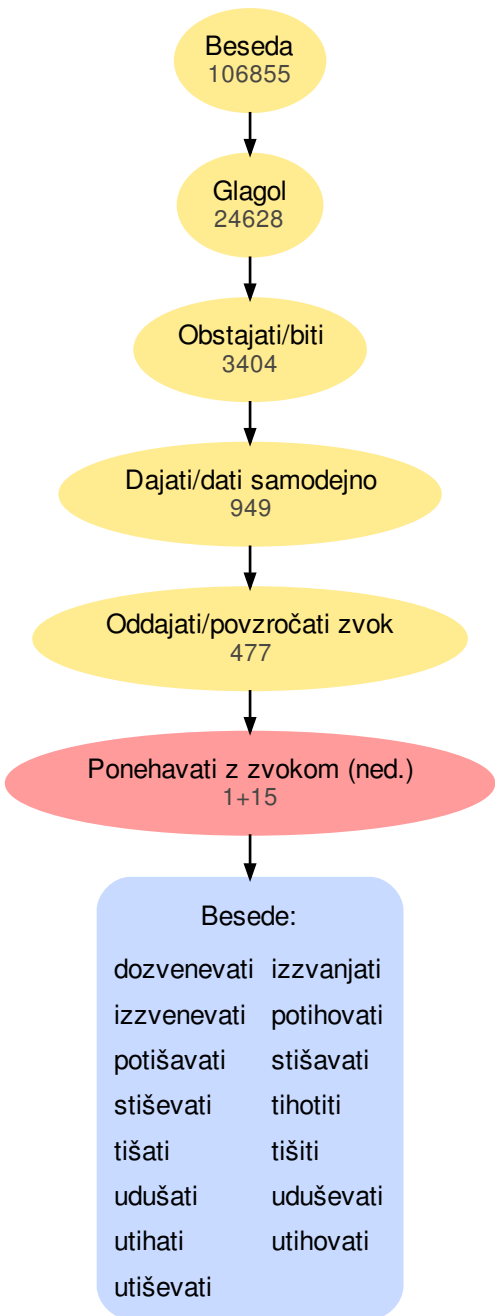 Beseda
106855
Glagol
24628
Obstajati/biti
3404
Dajati/dati samodejno
949
Oddajati/povzročati zvok
477
Ponehavati z zvokom (ned.)
1+15
Besede:
dozvenevati izzvanjati
izzvenevati potihovati
potišavati stišavati
stiševati tihotiti
tišati tišiti
udušati uduševati
utihati utihovati
utiševati